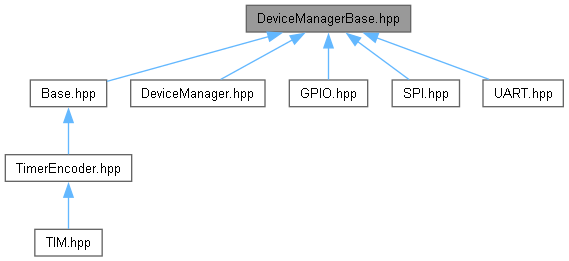 DeviceManagerBase.hpp
Base.hpp
DeviceManager.hpp
GPIO.hpp
SPI.hpp
UART.hpp
TimerEncoder.hpp
TIM.hpp